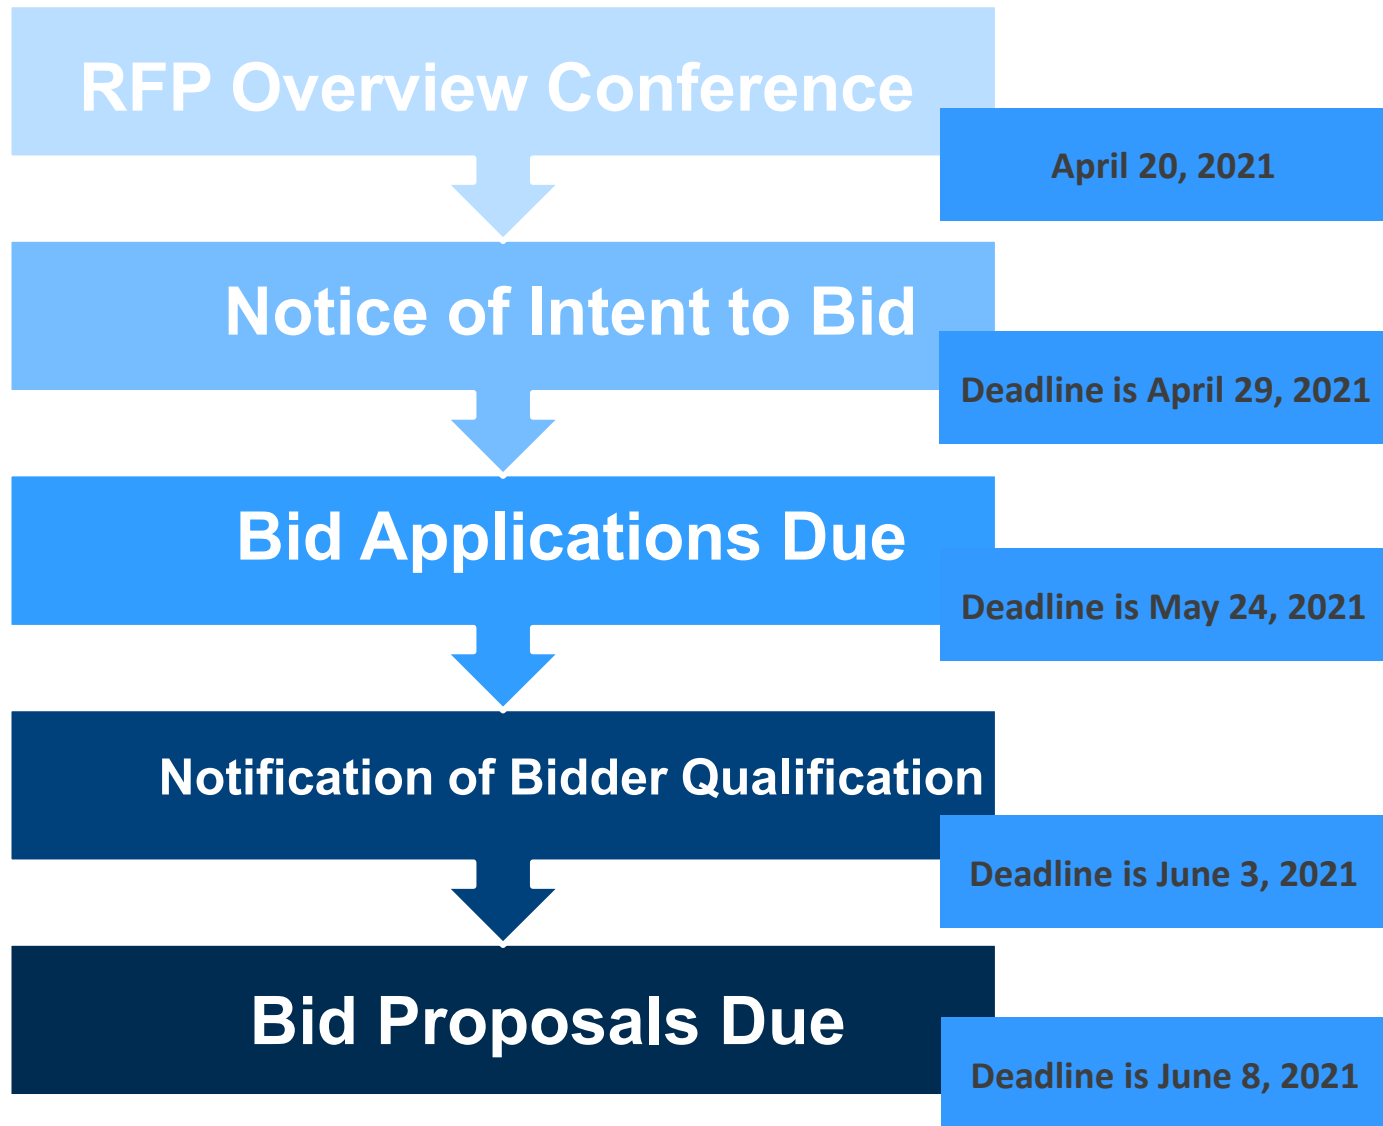 RFP Overview Conference
April 20, 2021
Notice of Intent to Bid
Deadline is April 29, 2021
Bid Applications Due
Deadline is May 24, 2021
Notification of Bidder Qualification
Deadline is June 3, 2021
Bid Proposals Due
Deadline is June 8, 2021